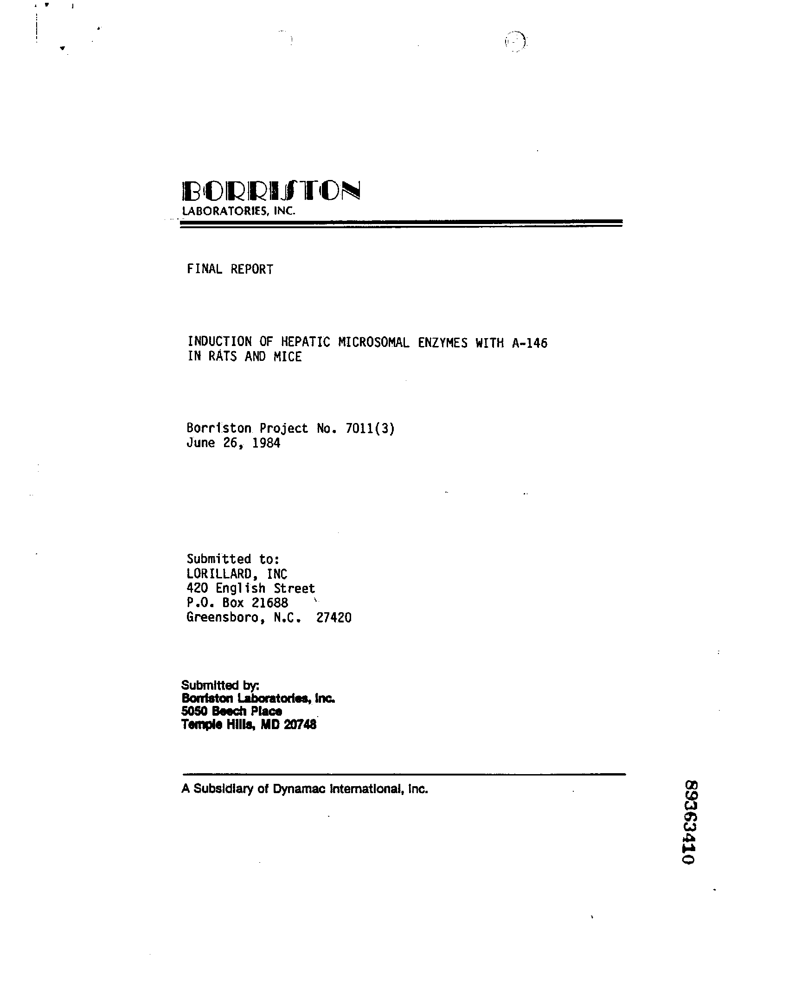 BORRISTON
LABORATORIES, INC.
FINAL REPORT
INDUCTION OF HEPATIC MICROSOMAL ENZYMES WITH A-146
IN RATS AND MICE
Borriston Project No. 7011(3)
June 26, 1984
Submitted to:
LORILLARD, INC
420 English Street
P.O. Box 21688
Greensboro, N.C. 27420
Submitted by:
Borriston Laboratories, Inc.
5050 Beech Place
Temple Hills, MD 20748
A Subsidiary of Dynamac International, Inc.
89363410